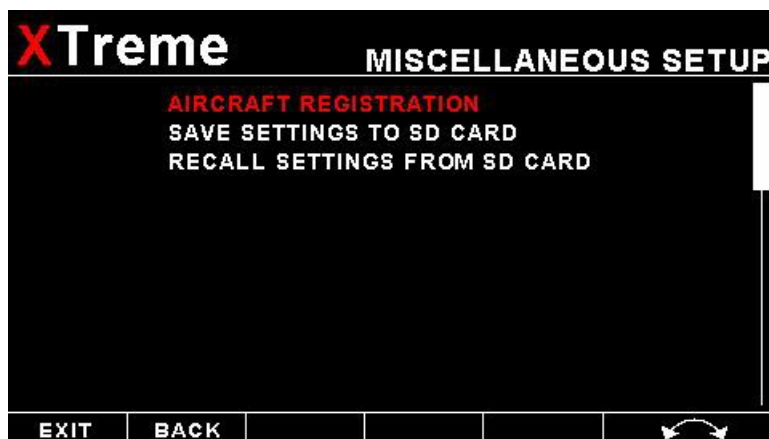 XTreme
MISCELLANEOUS SETUP
AIRCRAFT REGISTRATION
SAVE SETTINGS TO SD CARD
RECALL SETTINGS FROM SD CARD
EXIT BACK